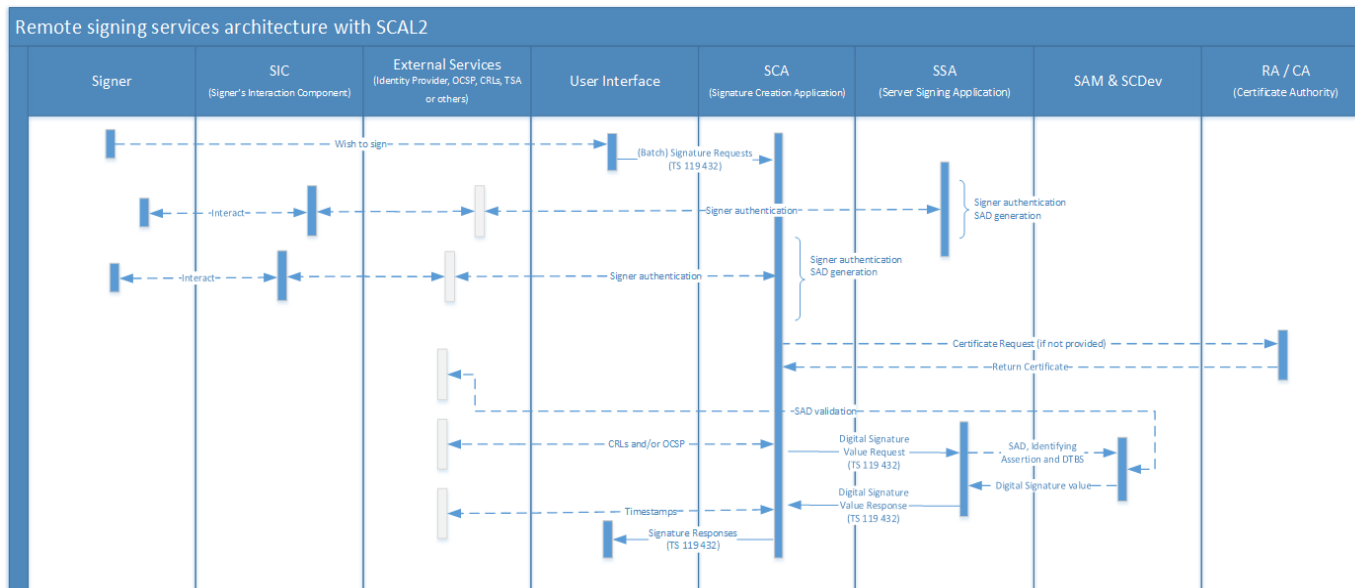 Remote signing services architecture with SCAL2
Signer
SIC
(Signer's Interaction Component)
External Services
(Identity Provider, OCSP, CRLs, TSA
or others)
User Interface
SCA
(Signature Creation Application)
SSA
(Server Signing Application)
SAM & SCDev
RA / CA
(Certificate Authority)
Wish to sign
(Batch) Signature Requests
(TS 119 432)
Interact
Signer authentication
Signer authentication
SAD generation
Interact
Signer authentication
Signer authentication
SAD generation
Certificate Request (if not provided)
Return Certificate
SAD validation
CRLs and/or OCSP
Digital Signature
Value Request
(TS 119 432)
SAD, Identifying
Assertion and DTBS
Digital Signature value
Digital Signature
Value Response
(TS 119 432)
Timestamps
Signature Responses
(TS 119 432)